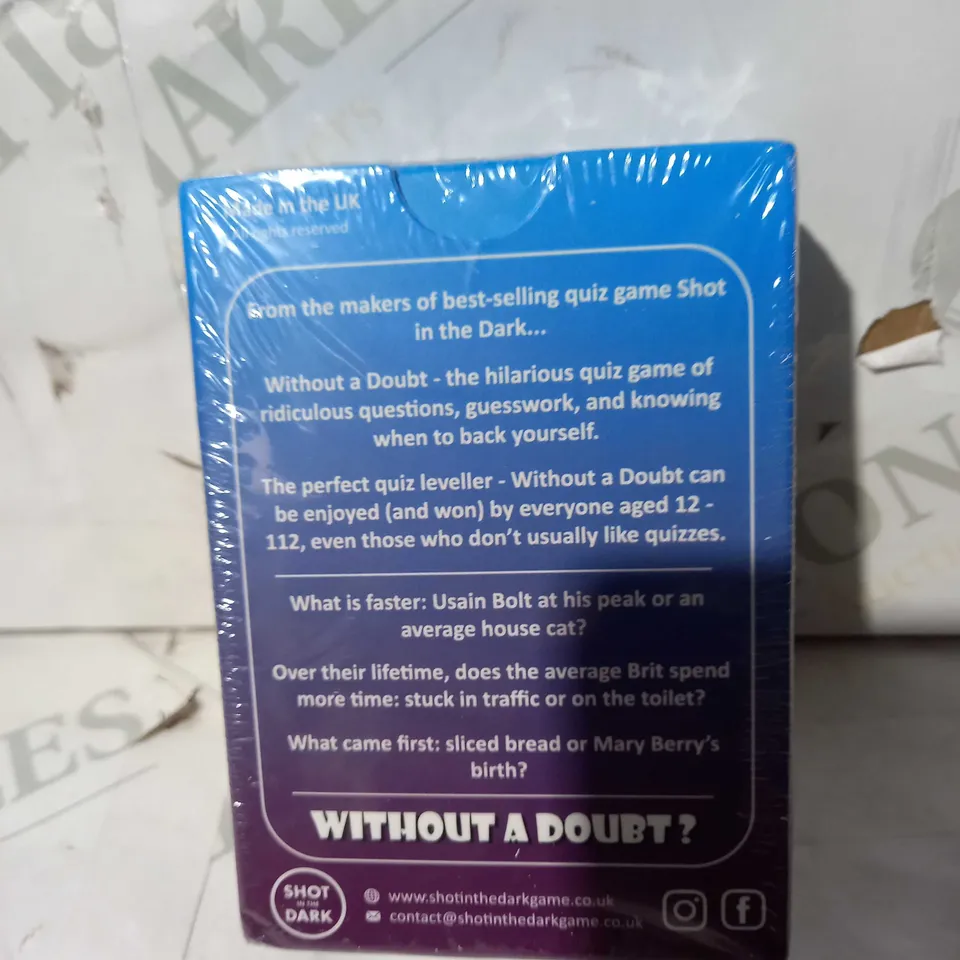 Made in the UK
All rights reserved
From the makers of best-selling quiz game Shot
in the Dark...
Without a Doubt - the hilarious quiz game of
ridiculous questions, guesswork, and knowing
when to back yourself.
The perfect quiz leveller - Without a Doubt can
be enjoyed (and won) by everyone aged 12 -
112, even those who don't usually like quizzes.
What is faster: Usain Bolt at his peak or an
average house cat?
Over their lifetime, does the average Brit spend
more time: stuck in traffic or on the toilet?
What came first: sliced bread or Mary Berry's
birth?
WITHOUT A DOUBT?
SHOT
IN THE
DARK
www.shotinthedarkgame.co.uk
contact@shotinthedarkgame.co.uk